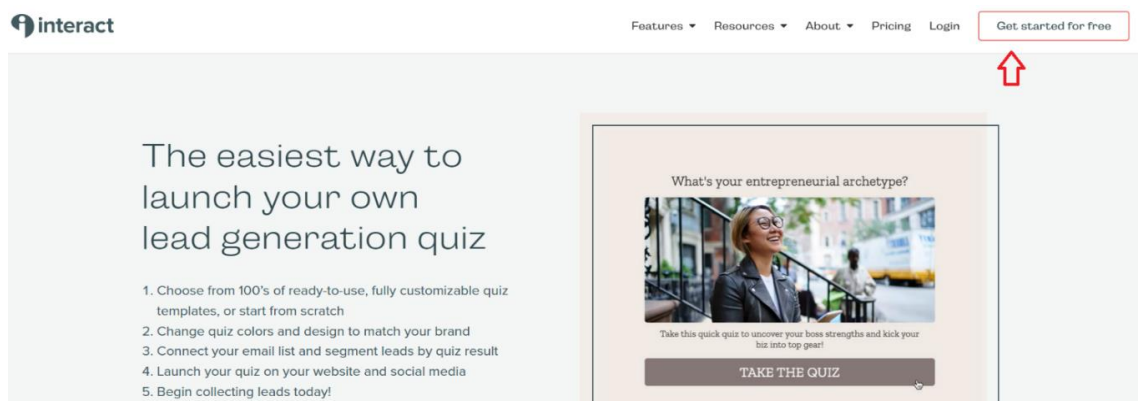 interact
Features
Resources
About
Pricing
Login
Get started for free
The easiest way to
launch your own
lead generation quiz
1. Choose from 100's of ready-to-use, fully customizable quiz
templates, or start from scratch
2. Change quiz colors and design to match your brand
3. Connect your email list and segment leads by quiz result
4. Launch your quiz on your website and social media
5. Begin collecting leads today!
What's your entrepreneurial archetype?
Take this quick quiz to uncover your boss strengths and kick your
biz into top gear!
TAKE THE QUIZ